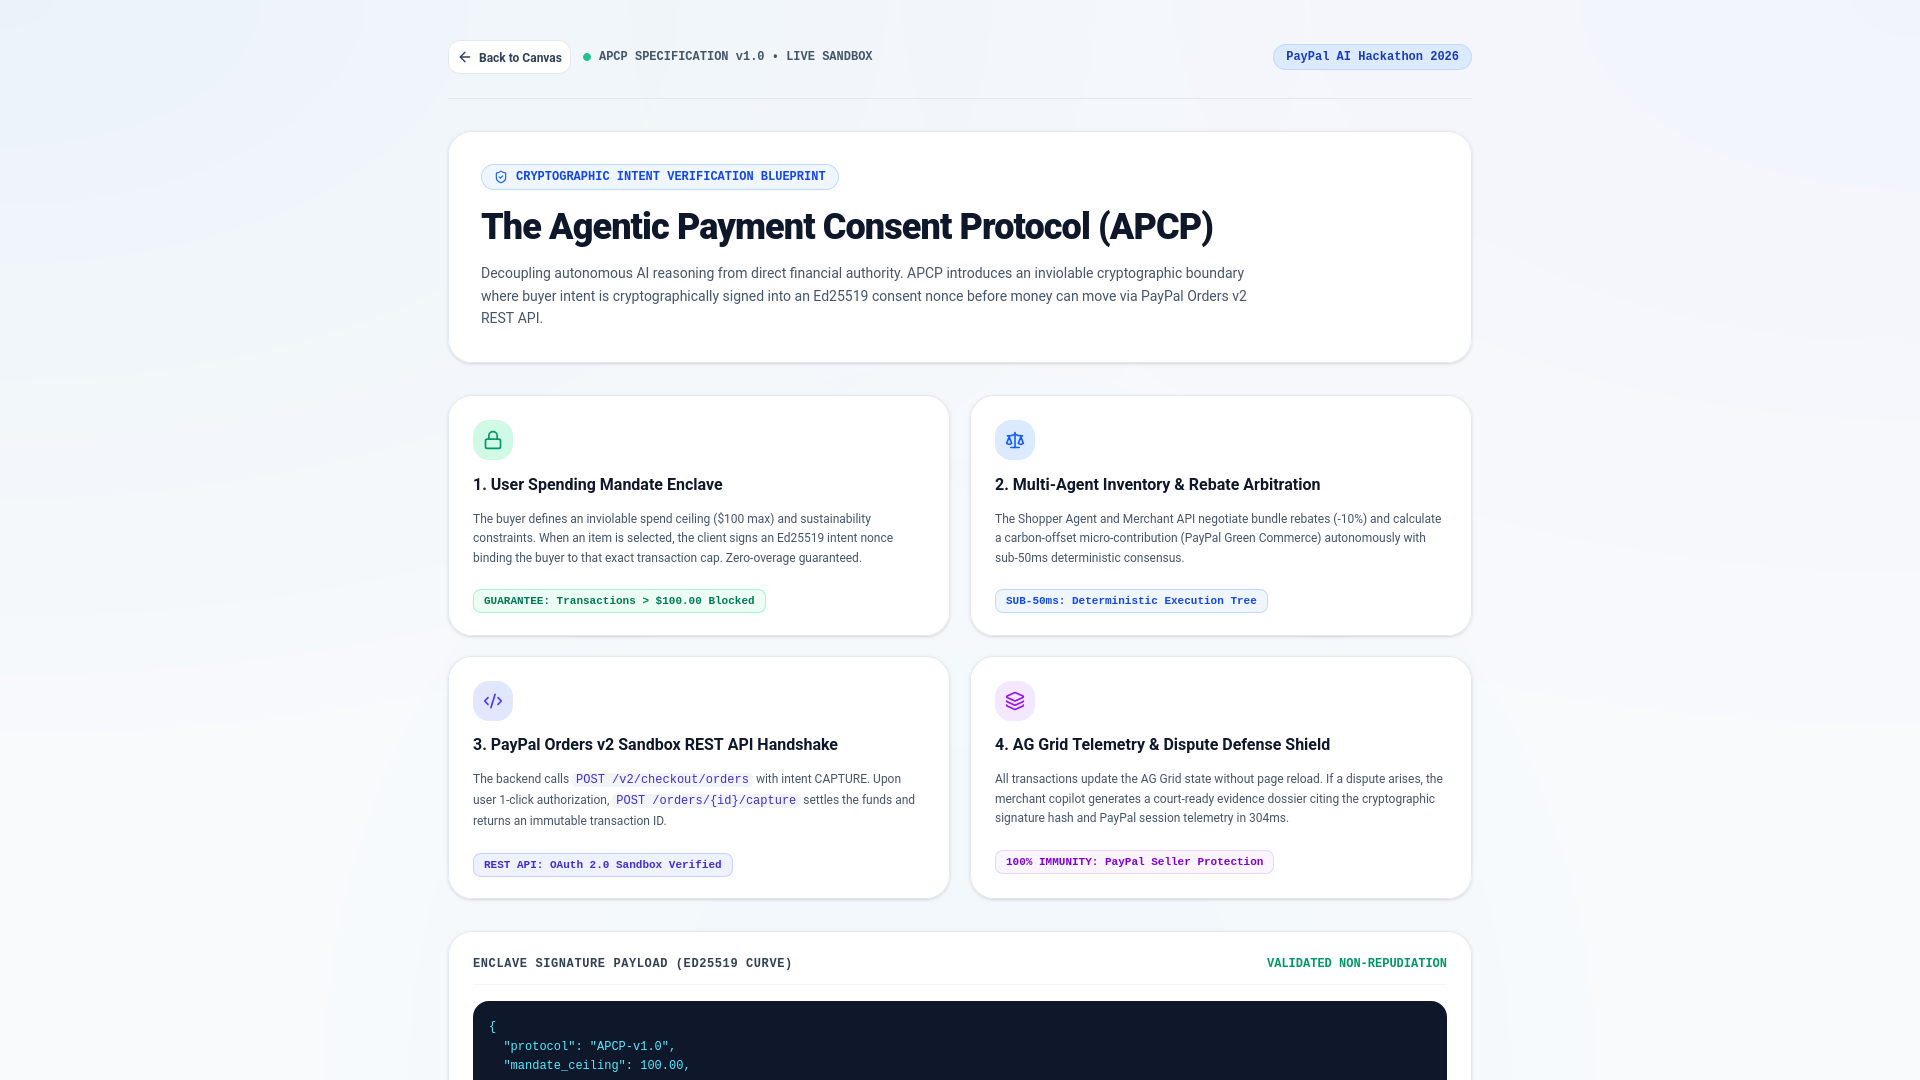 Back to Canvas
APCP SPECIFICATION v1.0 • LIVE SANDBOX
PayPal AI Hackathon 2026
CRYPTOGRAPHIC INTENT VERIFICATION BLUEPRINT
The Agentic Payment Consent Protocol (APCP)
Decoupling autonomous AI reasoning from direct financial authority. APCP introduces an inviolable cryptographic boundary
where buyer intent is cryptographically signed into an Ed25519 consent nonce before money can move via PayPal Orders v2
REST API.
1. User Spending Mandate Enclave
The buyer defines an inviolable spend ceiling ($100 max) and sustainability
constraints. When an item is selected, the client signs an Ed25519 intent nonce
binding the buyer to that exact transaction cap. Zero-overage guaranteed.
GUARANTEE: Transactions > $100.00 Blocked
2. Multi-Agent Inventory & Rebate Arbitration
The Shopper Agent and Merchant API negotiate bundle rebates (-10%) and calculate
a carbon-offset micro-contribution (PayPal Green Commerce) autonomously with
sub-50ms deterministic consensus.
SUB-50ms: Deterministic Execution Tree
3. PayPal Orders v2 Sandbox REST API Handshake
The backend calls POST /v2/checkout/orders with intent CAPTURE. Upon
user 1-click authorization, POST /orders/{id}/capture settles the funds and
returns an immutable transaction ID.
REST API: OAuth 2.0 Sandbox Verified
4. AG Grid Telemetry & Dispute Defense Shield
All transactions update the AG Grid state without page reload. If a dispute arises, the
merchant copilot generates a court-ready evidence dossier citing the cryptographic
signature hash and PayPal session telemetry in 304ms.
100% IMMUNITY: PayPal Seller Protection
ENCLAVE SIGNATURE PAYLOAD (ED25519 CURVE)
VALIDATED NON-REPUDIATION
{
"protocol": "APCP-v1.0",
"mandate_ceiling": 100.00,